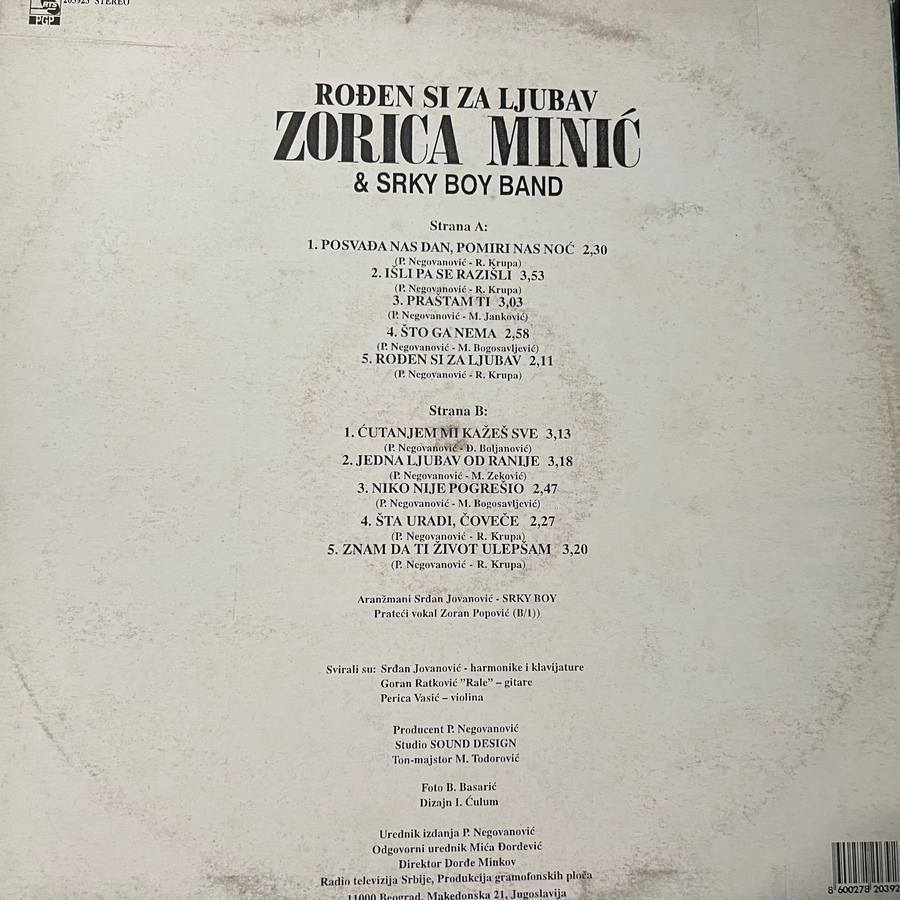 RTS
PGP
203923 STEREO
ROĐEN SI ZA LJUBAV
ZORICA MINIĆ
& SRKY BOY BAND
Strana A:
1. POSVAĐA NAS DAN, POMIRI NAS NOĆ 2,30
(P. Negovanović - R. Krupa)
2. IŠLI PA SE RAZIŠLI 3,53
(P. Negovanović - R. Krupa)
3. PRAŠTAM TI 3,03
(P. Negovanović - M. Janković)
4. ŠTO GA NEMA 2,58
(P. Negovanović - M. Bogosavljević)
5. ROĐEN SI ZA LJUBAV 2,11
(P. Negovanović - R. Krupa)
Strana B:
1. ĆUTANJEM MI KAŽEŠ SVE 3,13
(P. Negovanović - Đ. Boljanović)
2. JEDNA LJUBAV OD RANIJE 3,18
(P. Negovanović - M. Zeković)
3. NIKO NIJE POGREŠIO 2,47
(P. Negovanović - M. Bogosavljević)
4. ŠTA URADI, ČOVEČE 2,27
(P. Negovanović - R. Krupa)
5. ZNAM DA TI ŽIVOT ULEPŠAM 3,20
(P. Negovanović - R. Krupa)
Aranžmani Srđan Jovanović - SRKY BOY
Prateći vokal Zoran Popović (B/1))
Svirali su: Srđan Jovanović - harmonike i klavijature
Goran Ratković "Rale" – gitare
Perica Vasić – violina
Producent P. Negovanović
Studio SOUND DESIGN
Ton-majstor M. Todorović
Foto B. Basarić
Dizajn I. Ćulum
Urednik izdanja P. Negovanović
Odgovorni urednik Mića Đorđević
Direktor Đorđe Minkov
Radio televizija Srbije, Produkcija gramofonskih ploča
11000 Beograd, Makedonska 21, Jugoslavija
8 600278 20392